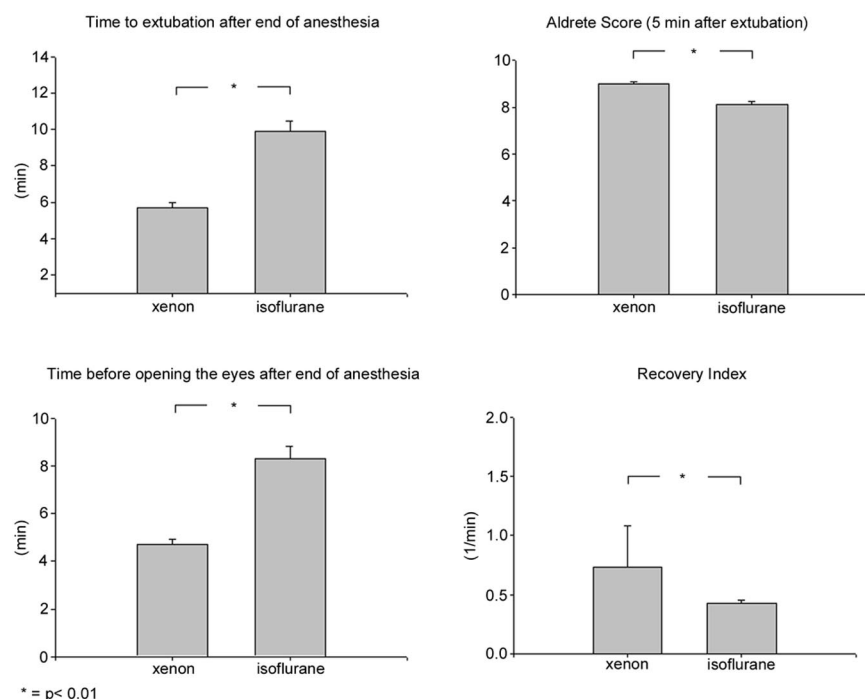 Time to extubation after end of anesthesia
14
12
10
8
6
4
2
(min)
*
xenon
isoflurane
Aldrete Score (5 min after extubation)
10
8
6
4
2
0
*
xenon
isoflurane
Time before opening the eyes after end of anesthesia
10
8
6
4
2
0
(min)
*
xenon
isoflurane
Recovery Index
2.0
1.5
1.0
0.5
0.0
(1/min)
*
xenon
isoflurane
* = p< 0.01